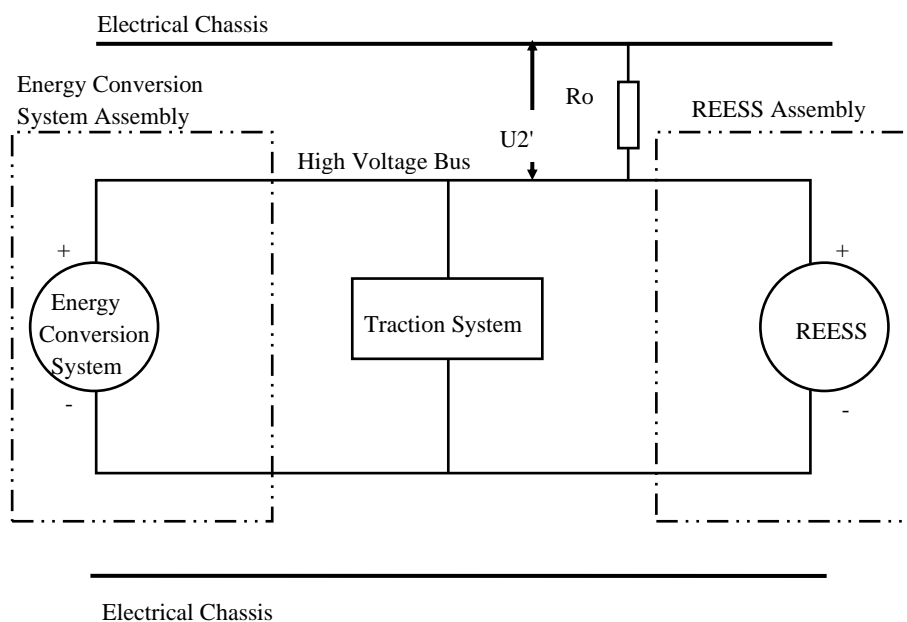 Electrical Chassis
Energy Conversion
System Assembly
Ro
REESS Assembly
U2'
High Voltage Bus
+
+
Energy
Conversion
System
Traction System
REESS
-
-
Electrical Chassis